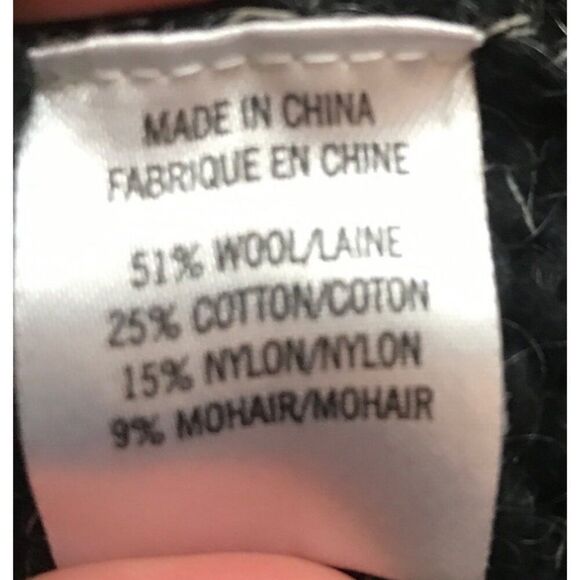 MADE IN CHINA
FABRIQUE EN CHINE
51% WOOL/LAINE
25% COTTON/COTON
15% NYLON/NYLON
9% MOHAIR/MOHAIR